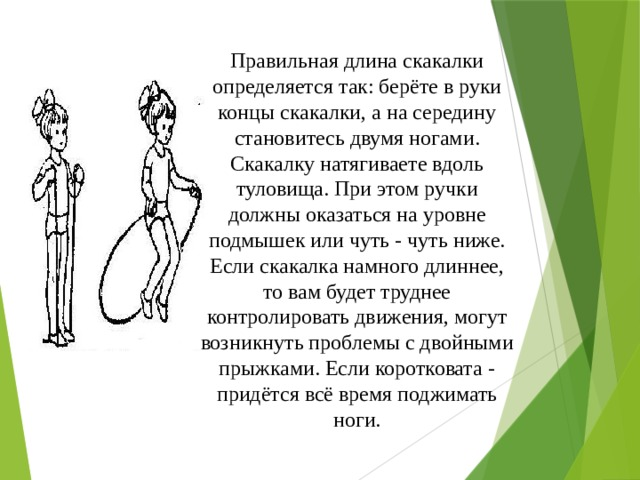 Правильная длина скакалки
определяется так: берёте в руки
концы скакалки, а на середину
становитесь двумя ногами.
Скакалку натягиваете вдоль
туловища. При этом ручки
должны оказаться на уровне
подмышек или чуть - чуть ниже.
Если скакалка намного длиннее,
то вам будет труднее
контролировать движения, могут
возникнуть проблемы с двойными
прыжками. Если коротковата -
придётся всё время поджимать
ноги.